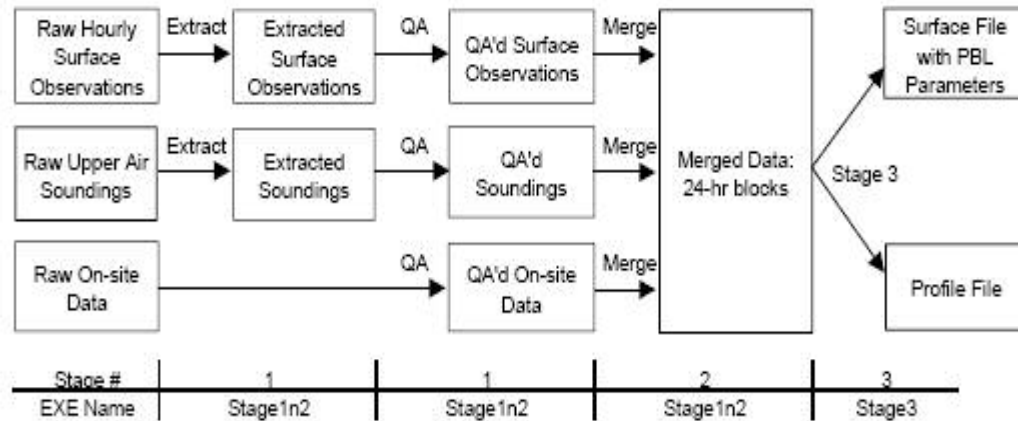 Raw Hourly
Surface
Observations
Extract
Extracted
Surface
Observations
QA
QA'd Surface
Observations
Merge
Surface File
with PBL
Parameters
Raw Upper Air
Soundings
Extract
Extracted
Soundings
QA
QA'd
Soundings
Merge
Merged Data:
24-hr blocks
Stage 3
Raw On-site
Data
QA
QA'd On-site
Data
Merge
Profile File
Stage # 1 1 2 3
EXE Name Stage1n2 Stage1n2 Stage1n2 Stage3